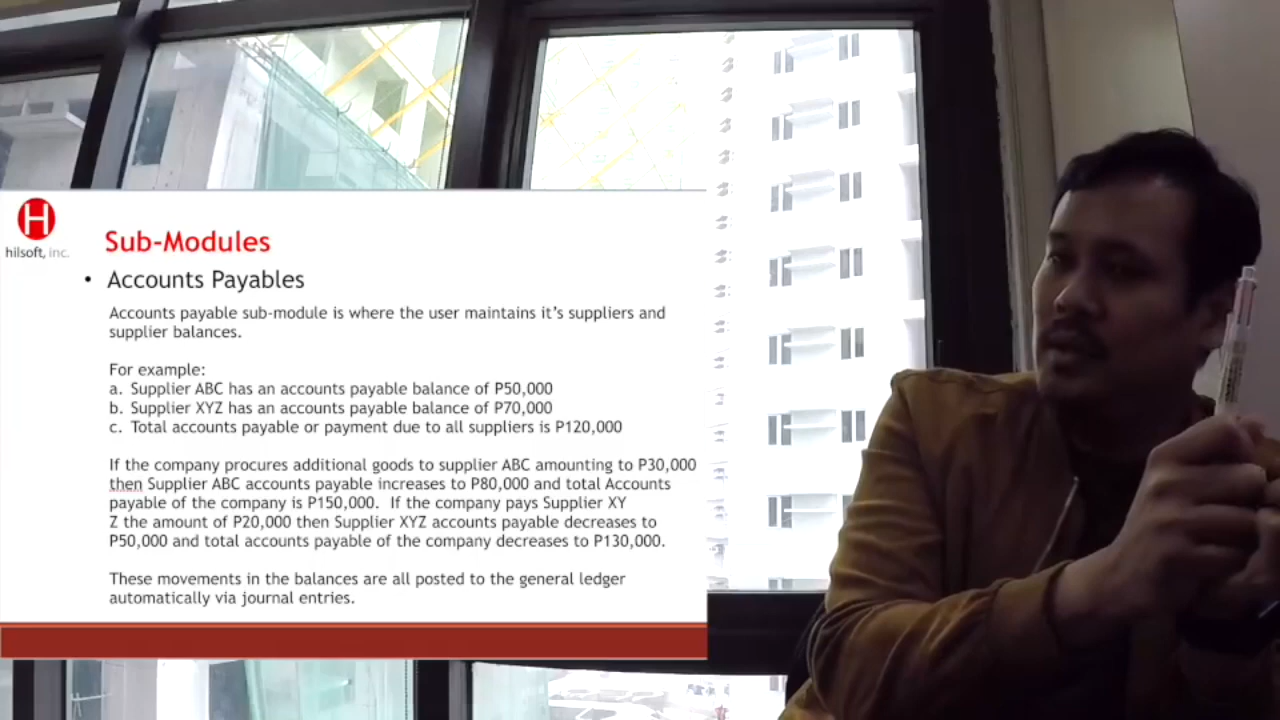 H
hilsoft, inc.
Sub-Modules
• Accounts Payables
Accounts payable sub-module is where the user maintains it's suppliers and
supplier balances.
For example:
a. Supplier ABC has an accounts payable balance of P50,000
b. Supplier XYZ has an accounts payable balance of P70,000
c. Total accounts payable or payment due to all suppliers is P120,000
If the company procures additional goods to supplier ABC amounting to P30,000
then Supplier ABC accounts payable increases to P80,000 and total Accounts
payable of the company is P150,000. If the company pays Supplier XY
Z the amount of P20,000 then Supplier XYZ accounts payable decreases to
P50,000 and total accounts payable of the company decreases to P130,000.
These movements in the balances are all posted to the general ledger
automatically via journal entries.